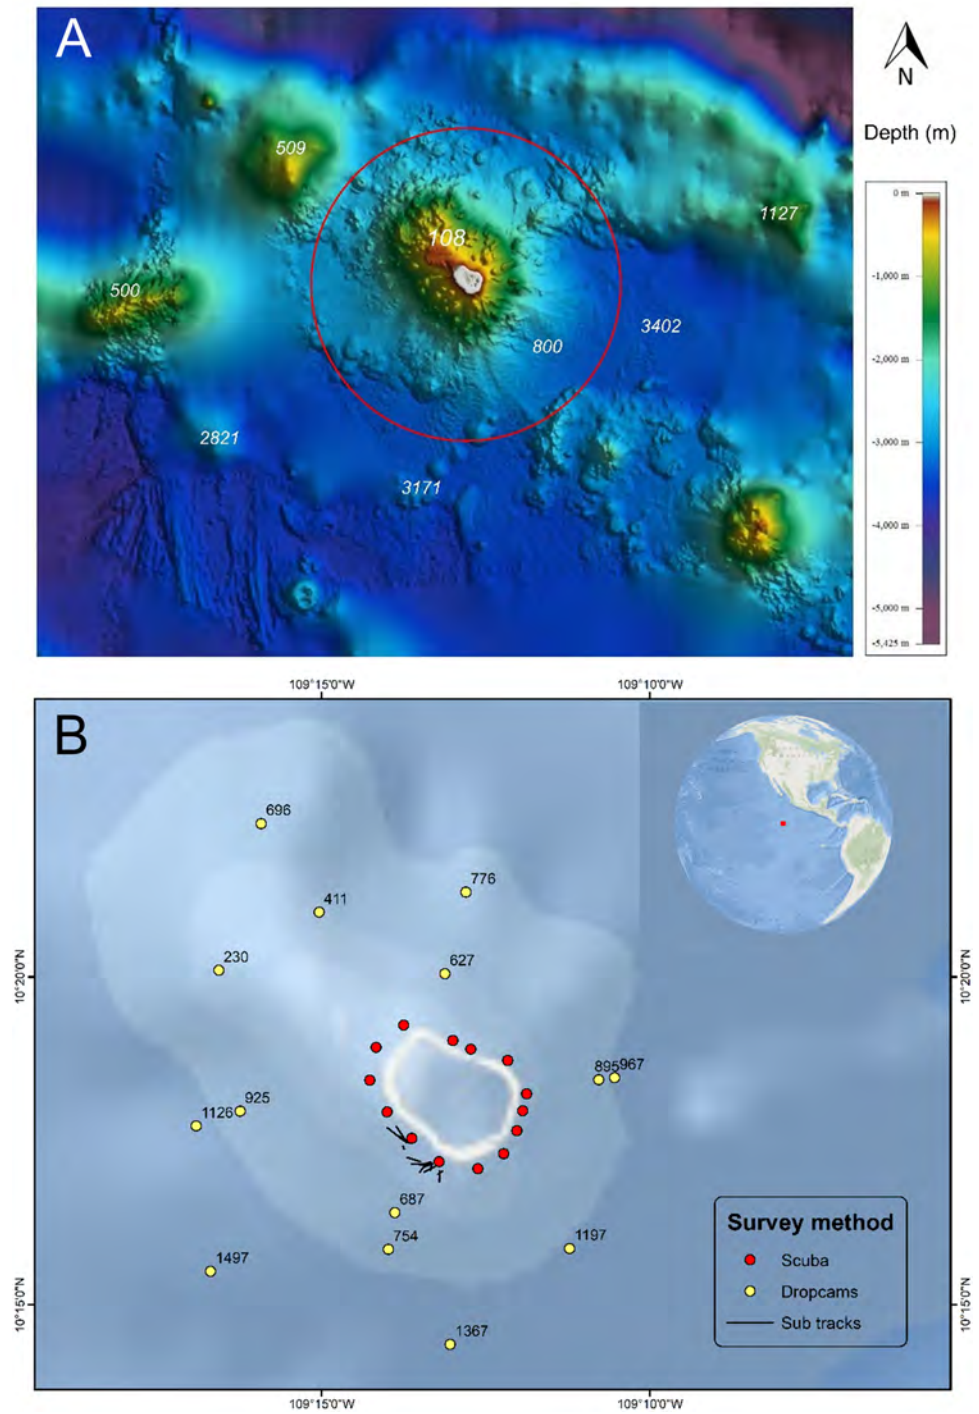 A
N
Depth (m)
0 m
-1,000 m
-2,000 m
-3,000 m
-4,000 m
-5,000 m
-5,425 m
509
1127
108
500
3402
800
2821
3171
109°15'0"W 109°10'0"W
B
696
776
411
230
627
10°20'0"N 10°20'0"N
895 967
925
1126
687
754
1197
1497
1367
Survey method
Scuba
Dropcams
Sub tracks
10°15'0"N 10°15'0"N
109°15'0"W 109°10'0"W